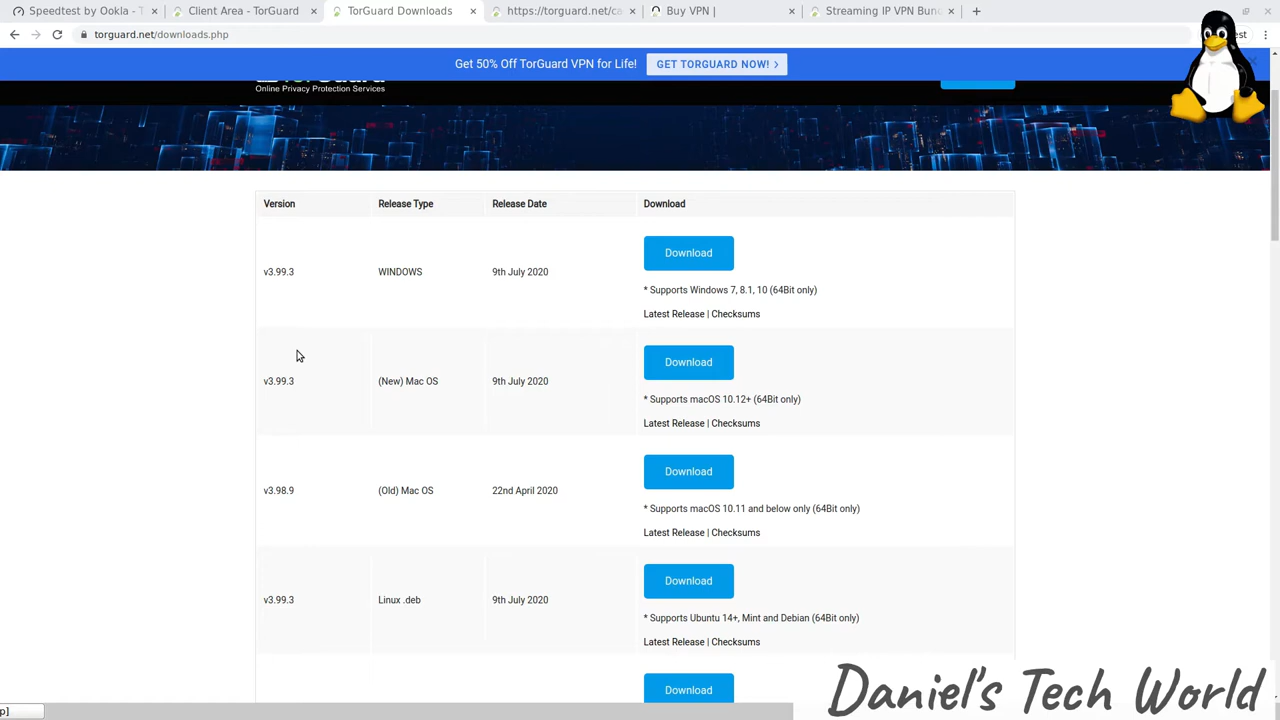 Speedtest by Ookla - T
Client Area - TorGuard
TorGuard Downloads
https://torguard.net/ca
Buy VPN |
Streaming IP VPN Bun
torguard.net/downloads.php
Get 50% Off TorGuard VPN for Life!
GET TORGUARD NOW!
Online Privacy Protection Services
Version Release Type Release Date Download
Download
v3.99.3 WINDOWS 9th July 2020
* Supports Windows 7, 8.1, 10 (64Bit only)
Latest Release | Checksums
Download
v3.99.3 (New) Mac OS 9th July 2020
* Supports macOS 10.12+ (64Bit only)
Latest Release | Checksums
Download
v3.98.9 (Old) Mac OS 22nd April 2020
* Supports macOS 10.11 and below only (64Bit only)
Latest Release | Checksums
Download
v3.99.3 Linux .deb 9th July 2020
* Supports Ubuntu 14+, Mint and Debian (64Bit only)
Latest Release | Checksums
Download
p]
Daniel's Tech World